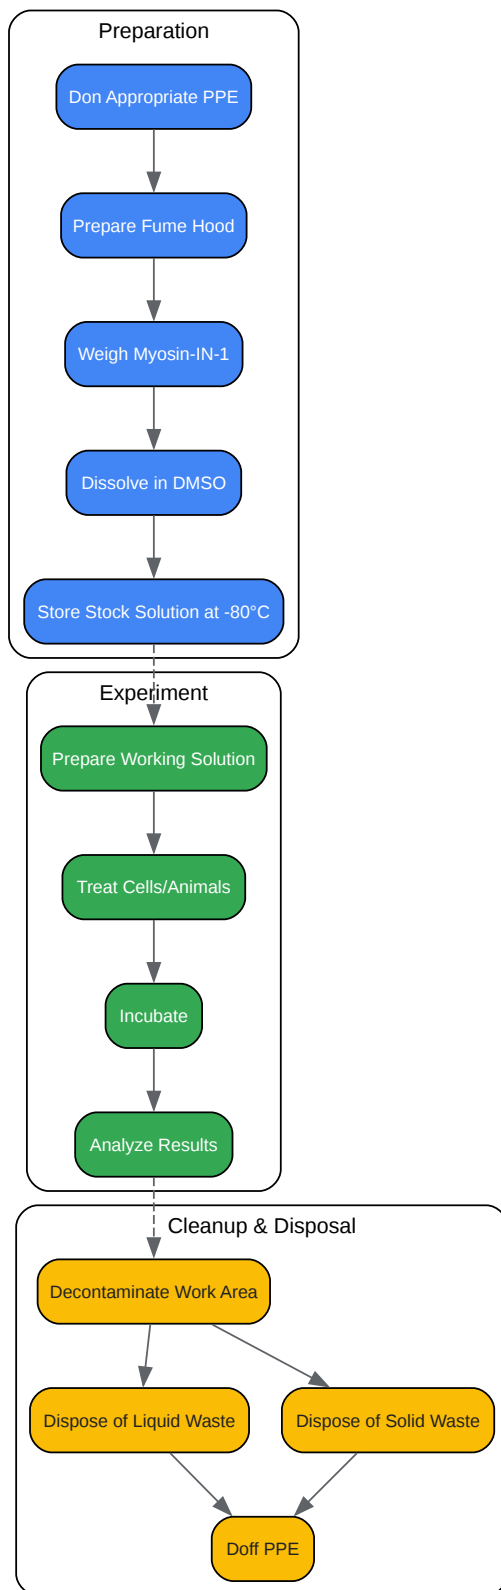 Preparation
Don Appropriate PPE
Prepare Fume Hood
Weigh Myosin-IN-1
Dissolve in DMSO
Store Stock Solution at -80°C
Experiment
Prepare Working Solution
Treat Cells/Animals
Incubate
Analyze Results
Cleanup & Disposal
Decontaminate Work Area
Dispose of Liquid Waste
Dispose of Solid Waste
Doff PPE